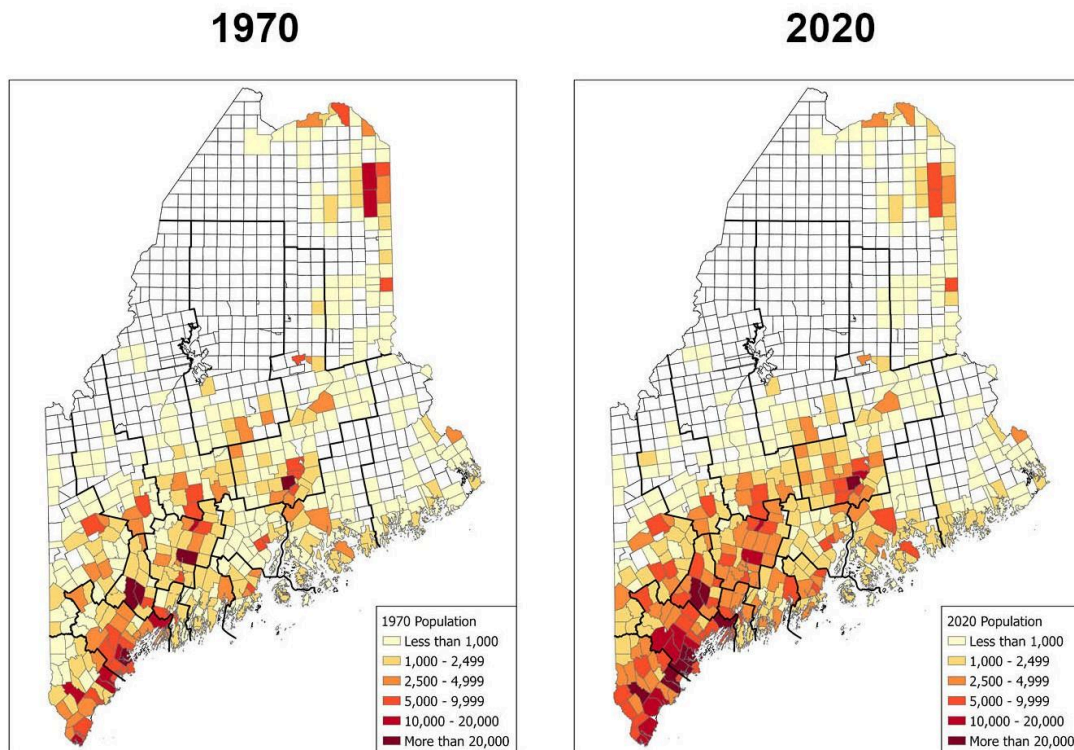 1970
2020
1970 Population
Less than 1,000
1,000 - 2,499
2,500 - 4,999
5,000 - 9,999
10,000 - 20,000
More than 20,000
2020 Population
Less than 1,000
1,000 - 2,499
2,500 - 4,999
5,000 - 9,999
10,000 - 20,000
More than 20,000